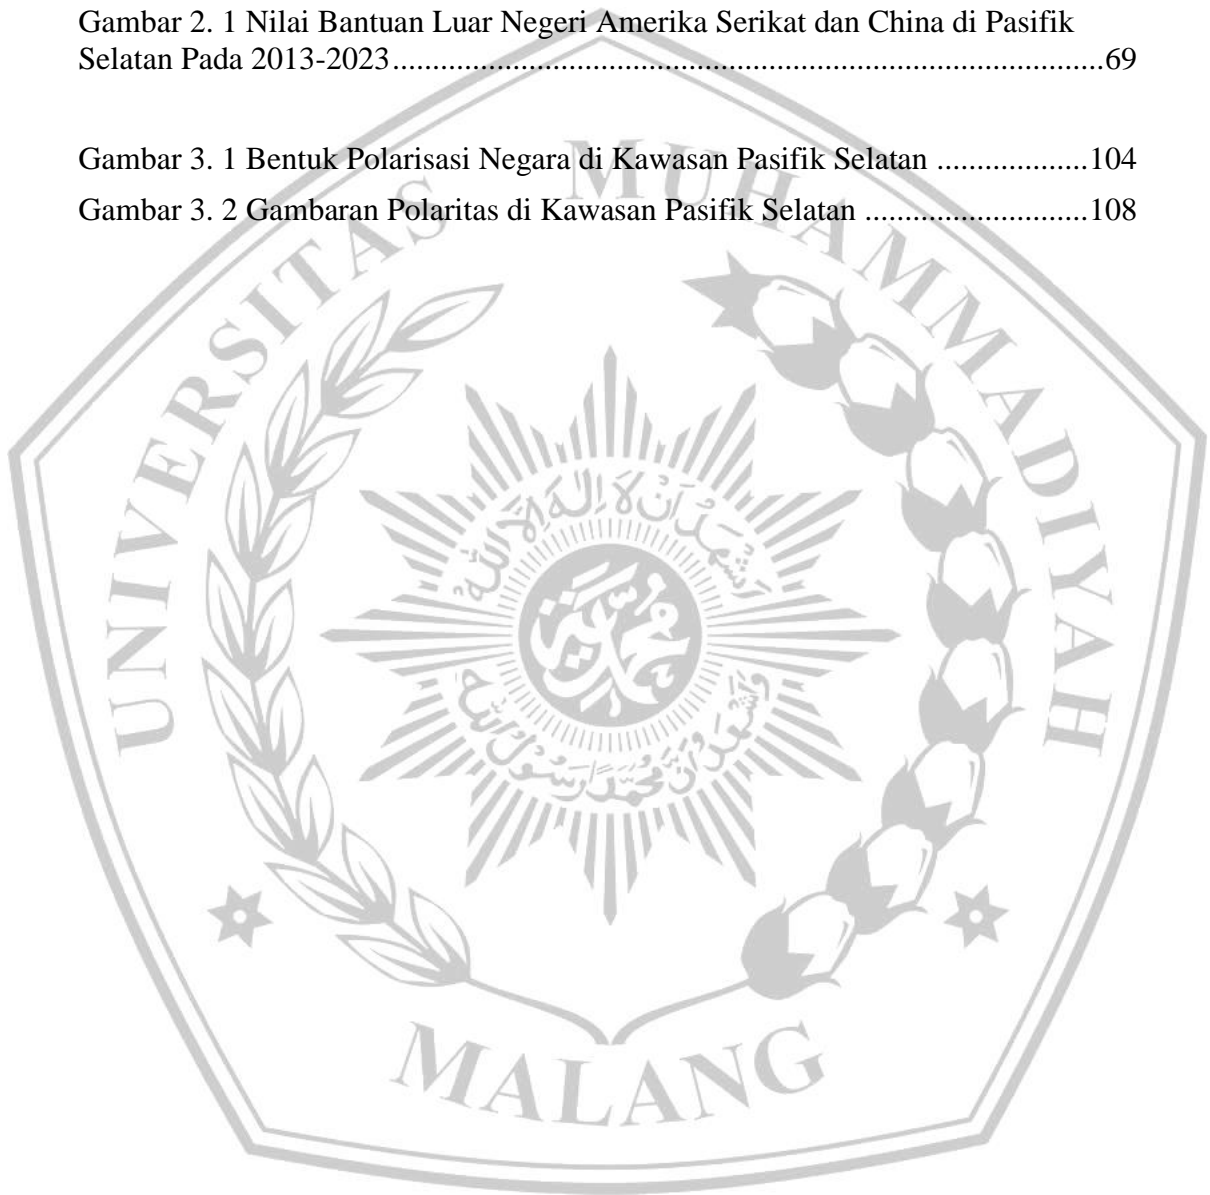 Gambar 2. 1 Nilai Bantuan Luar Negeri Amerika Serikat dan China di Pasifik
Selatan Pada 2013-2023......................................................................................69
Gambar 3. 1 Bentuk Polarisasi Negara di Kawasan Pasifik Selatan ..................104
Gambar 3. 2 Gambaran Polaritas di Kawasan Pasifik Selatan ...........................108
UNIVERSITAS MUHAMMADIYAH
MALANG